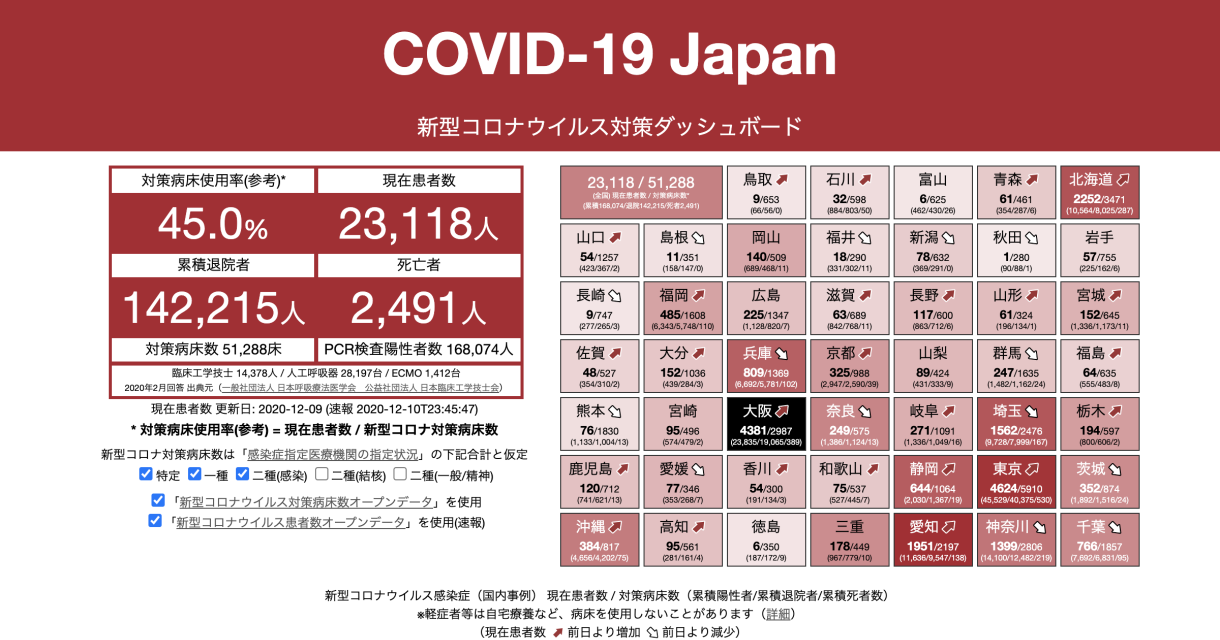 COVID-19 Japan
新型コロナウイルス対策ダッシュボード
対策病床使用率(参考)*
現在患者数
45.0%
23,118人
累積退院者
死亡者
142,215人
2,491人
対策病床数 51,288床
PCR検査陽性者数 168,074人
臨床工学技士 14,378人 / 人工呼吸器 28,197台 / ECMO 1,412台
2020年2月回答 出典元 (一般社団法人 日本呼吸療法医学会　公益社団法人 日本臨床工学技士会)
現在患者数 更新日: 2020-12-09 (速報 2020-12-10T23:45:47)
* 対策病床使用率(参考) = 現在患者数 / 新型コロナ対策病床数
新型コロナ対策病床数は「感染症指定医療機関の指定状況」の下記合計と仮定
特定 一種 二種(感染) 二種(結核) 二種(一般/精神)
「新型コロナウイルス対策病床数オープンデータ」を使用
「新型コロナウイルス患者数オープンデータ」を使用(速報)
23,118 / 51,288
(全国) 現在患者数 / 対策病床数*
(累積168,074/退院142,215/死者2,491)
鳥取
9/653
(66/56/0)
石川
32/598
(884/803/50)
富山
6/625
(462/430/26)
青森
61/461
(354/287/6)
北海道
2252/3471
(10,564/8,025/287)
山口
54/1257
(423/367/2)
島根
11/351
(158/147/0)
岡山
140/509
(689/468/11)
福井
18/290
(331/302/11)
新潟
78/632
(369/291/0)
秋田
1/280
(90/88/1)
岩手
57/755
(225/162/6)
長崎
9/747
(277/265/3)
福岡
485/1608
(6,343/5,748/110)
広島
225/1347
(1,128/820/7)
滋賀
63/689
(842/768/11)
長野
117/600
(863/712/6)
山形
61/324
(196/134/1)
宮城
152/645
(1,336/1,173/11)
佐賀
48/527
(354/310/2)
大分
152/1036
(439/284/3)
兵庫
809/1369
(6,692/5,781/102)
京都
325/988
(2,947/2,590/39)
山梨
89/424
(431/333/9)
群馬
247/1635
(1,482/1,162/24)
福島
64/635
(555/483/8)
熊本
76/1830
(1,133/1,004/13)
宮崎
95/496
(574/479/2)
大阪
4381/2987
(23,835/19,065/389)
奈良
249/575
(1,386/1,124/13)
岐阜
271/1091
(1,336/1,049/16)
埼玉
1562/2476
(9,728/7,999/167)
栃木
194/597
(800/606/2)
鹿児島
120/712
(741/621/13)
愛媛
77/346
(353/268/7)
香川
54/300
(191/134/3)
和歌山
75/537
(527/445/7)
静岡
644/1064
(2,030/1,367/19)
東京
4624/5910
(45,529/40,375/530)
茨城
352/874
(1,892/1,516/24)
沖縄
384/817
(4,656/4,202/75)
高知
95/561
(281/161/4)
徳島
6/350
(187/172/9)
三重
178/449
(967/779/10)
愛知
1951/2197
(11,636/9,547/138)
神奈川
1399/2806
(14,100/12,482/219)
千葉
766/1857
(7,692/6,831/95)
新型コロナウイルス感染症（国内事例） 現在患者数 / 対策病床数（累積陽性者/累積退院者/累積死者数）
※軽症者等は自宅療養など、病床を使用しないことがあります（詳細）
（現在患者数 前日より増加 前日より減少）